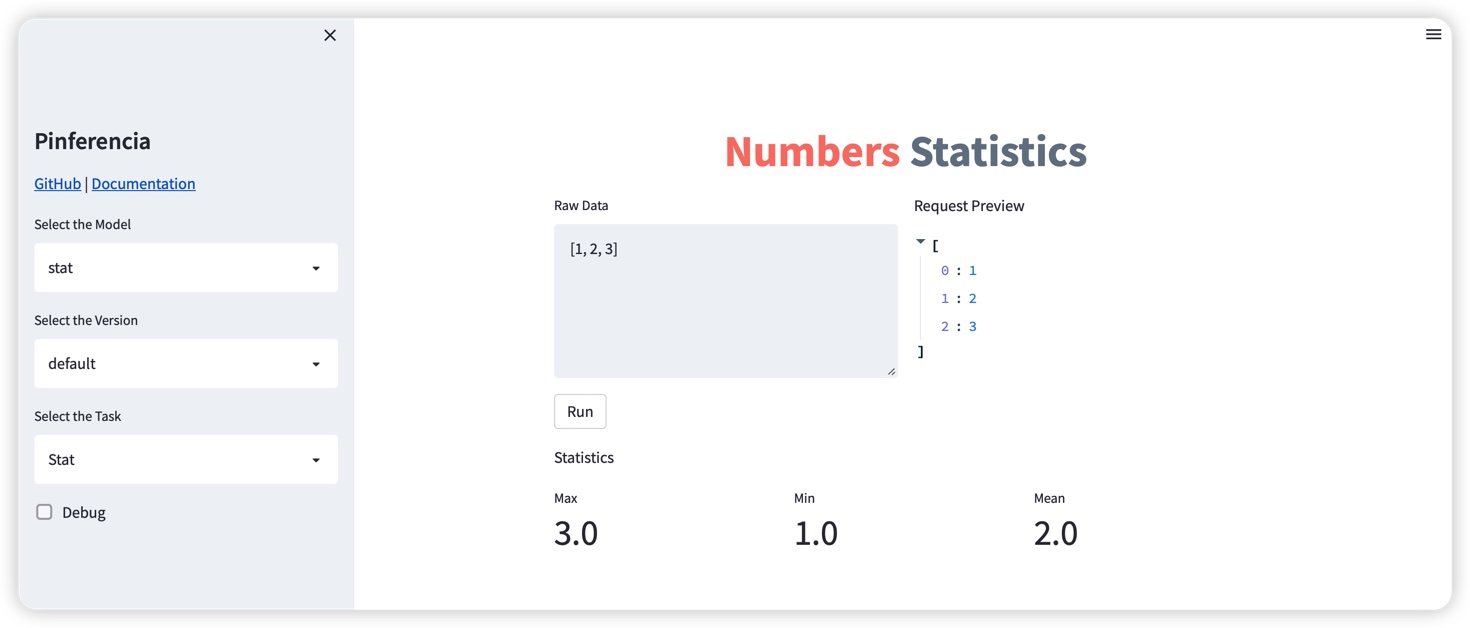 Pinferencia
GitHub | Documentation
Select the Model
stat
Select the Version
default
Select the Task
Stat
Debug
Numbers Statistics
Raw Data
[1, 2, 3]
Request Preview
[
0 : 1
1 : 2
2 : 3
]
Run
Statistics
Max
3.0
Min
1.0
Mean
2.0